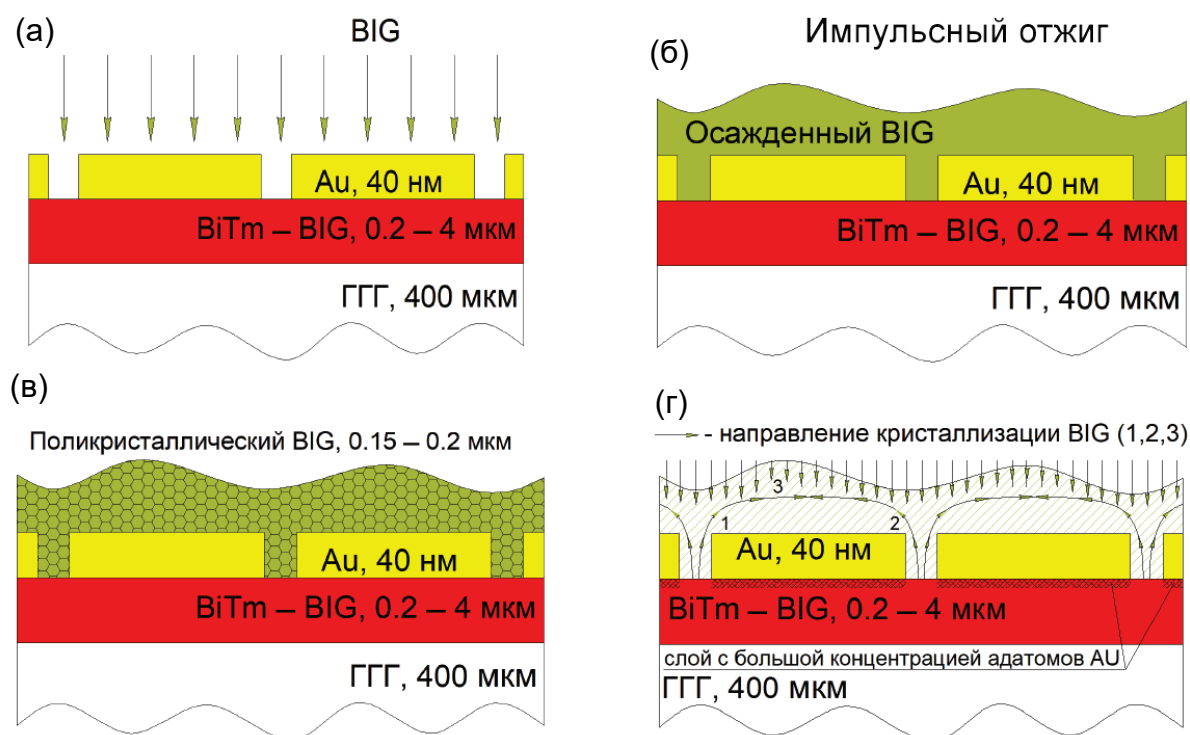 (а)
BIG
Au, 40 нм
BiTm – BIG, 0.2 – 4 мкм
ГГГ, 400 мкм
(б)
Импульсный отжиг
Осажденный BIG
Au, 40 нм
BiTm – BIG, 0.2 – 4 мкм
ГГГ, 400 мкм
(в)
Поликристаллический BIG, 0.15 – 0.2 мкм
Au, 40 нм
BiTm – BIG, 0.2 – 4 мкм
ГГГ, 400 мкм
(г)
- направление кристаллизации BIG (1,2,3)
3
1
2
Au, 40 нм
BiTm – BIG, 0.2 – 4 мкм
слой с большой концентрацией адатомов AU
ГГГ, 400 мкм